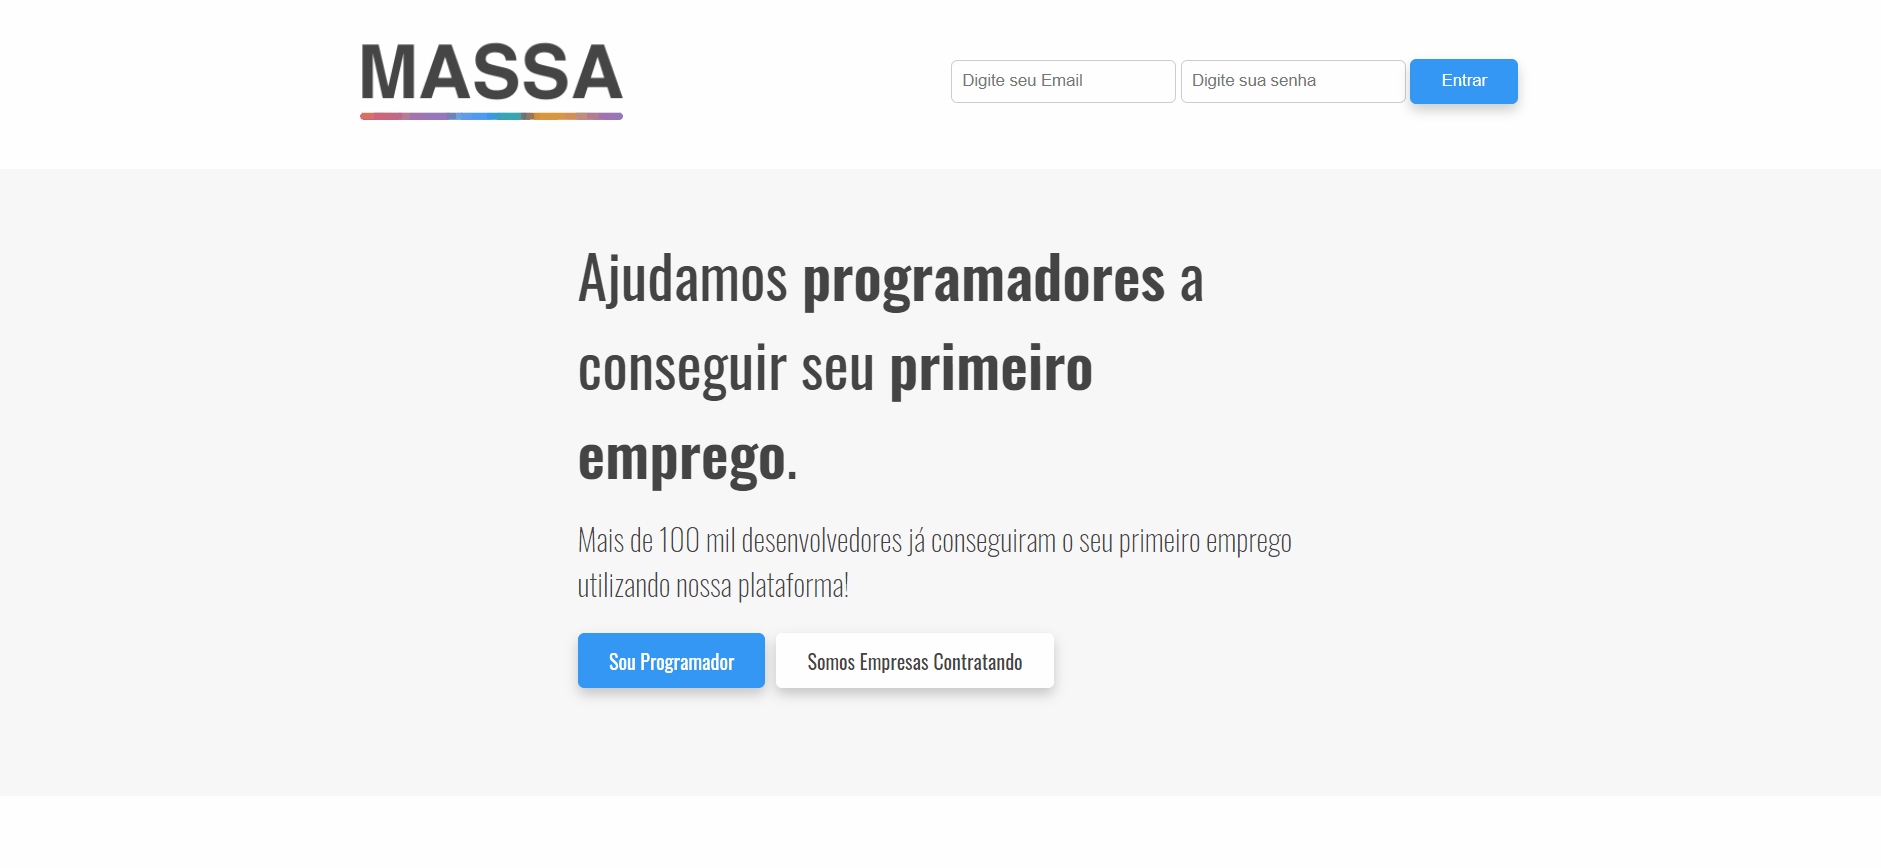 MASSA
Digite seu Email
Digite sua senha
Entrar
Ajudamos programadores a
conseguir seu primeiro
emprego.
Mais de 100 mil desenvolvedores já conseguiram o seu primeiro emprego
utilizando nossa plataforma!
Sou Programador
Somos Empresas Contratando